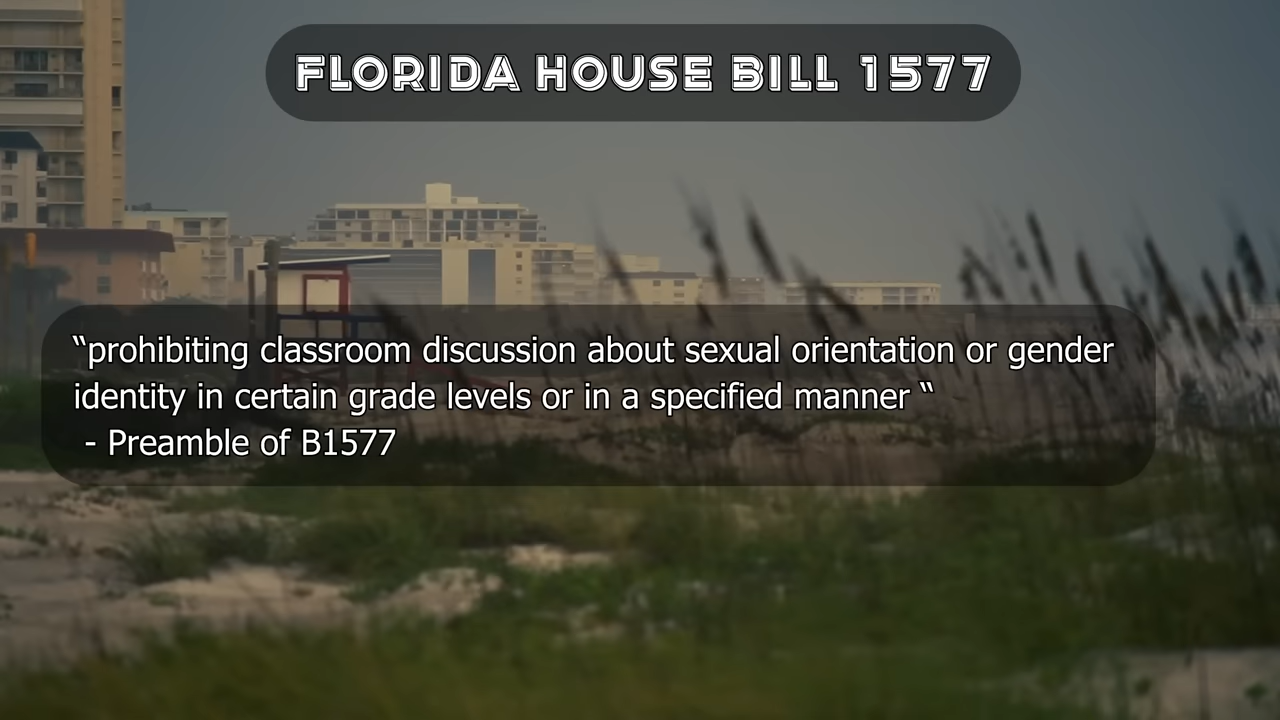 FLORIDA HOUSE BILL 1577
“prohibiting classroom discussion about sexual orientation or gender
identity in certain grade levels or in a specified manner “
- Preamble of B1577